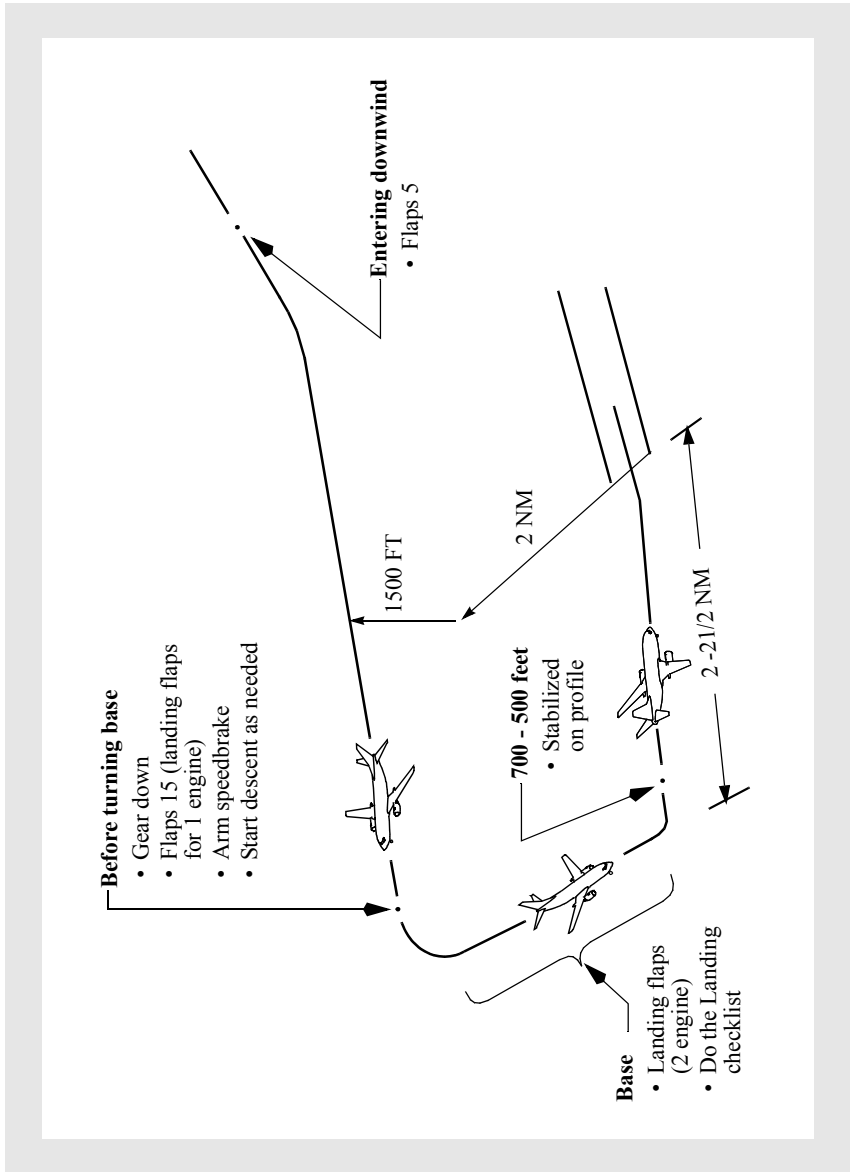 Before turning base
• Gear down
• Flaps 15 (landing flaps
for 1 engine)
• Arm speedbrake
• Start descent as needed
Entering downwind
• Flaps 5
1500 FT
2 NM
700 - 500 feet
• Stabilized
on profile
2 -21/2 NM
Base
• Landing flaps
(2 engine)
• Do the Landing
checklist